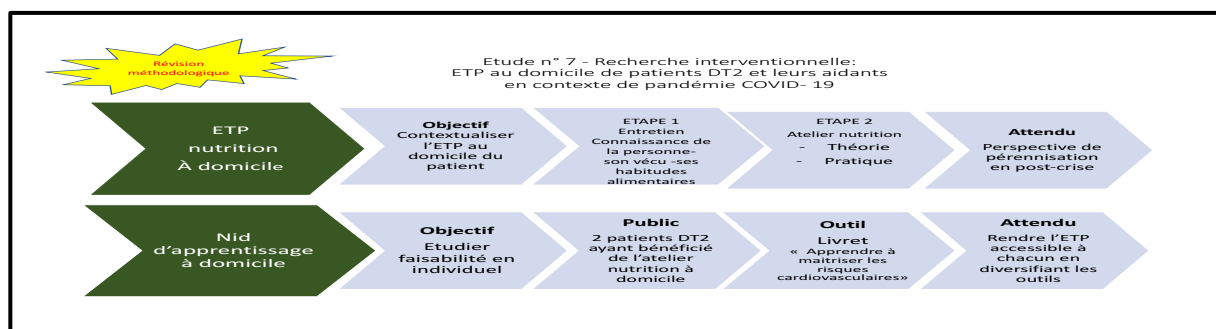 Révision
méthodologique
Etude n° 7 - Recherche interventionnelle:
ETP au domicile de patients DT2 et leurs aidants
en contexte de pandémie COVID- 19
ETP
nutrition
À domicile
Objectif
Contextualiser
l'ETP au
domicile du
patient
ETAPE 1
Entretien
Connaissance de
la personne-
son vécu -ses
habitudes
alimentaires
ETAPE 2
Atelier nutrition
- Théorie
- Pratique
Attendu
Perspective de
pérennisation
en post-crise
Nid
d'apprentissage
à domicile
Objectif
Etudier
faisabilité en
individuel
Public
2 patients DT2
ayant bénéficié
de l'atelier
nutrition à
domicile
Outil
Livret
« Apprendre à
maitriser les
risques
cardiovasculaires»
Attendu
Rendre l'ETP
accessible à
chacun en
diversifiant les
outils